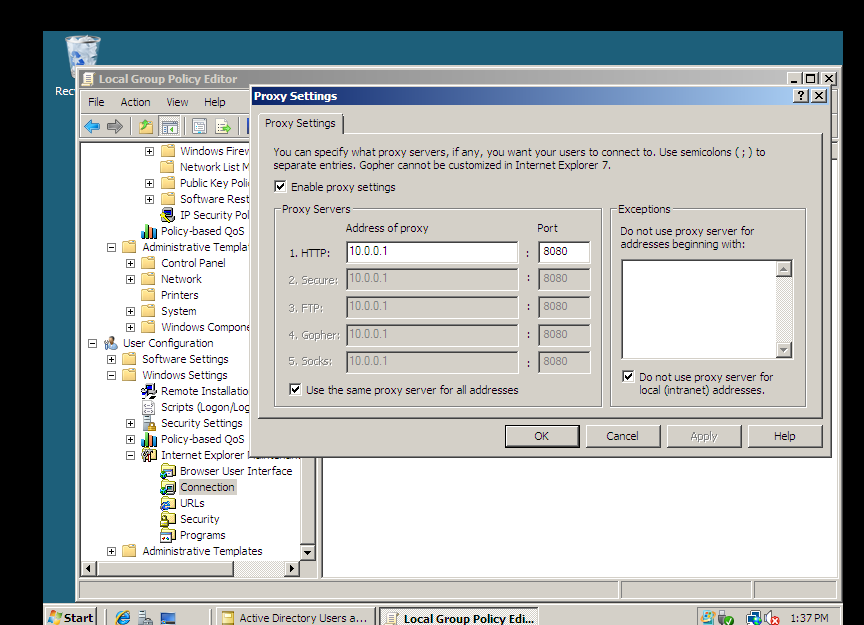 Rec
Local Group Policy Editor
File Action View Help
Proxy Settings
Proxy Settings
You can specify what proxy servers, if any, you want your users to connect to. Use semicolons ( ; ) to
separate entries. Gopher cannot be customized in Internet Explorer 7.
Enable proxy settings
Proxy Servers
Address of proxy Port
1. HTTP: 10.0.0.1 : 8080
2. Secure: 10.0.0.1 : 8080
3. FTP: 10.0.0.1 : 8080
4. Gopher: 10.0.0.1 : 8080
5. Socks: 10.0.0.1 : 8080
Use the same proxy server for all addresses
Exceptions
Do not use proxy server for
addresses beginning with:
Do not use proxy server for
local (intranet) addresses.
OK Cancel Apply Help
Windows Firew
Network List M
Public Key Poli
Software Rest
IP Security Pol
Policy-based QoS
Administrative Templat
Control Panel
Network
Printers
System
Windows Compone
User Configuration
Software Settings
Windows Settings
Remote Installatio
Scripts (Logon/Log
Security Settings
Policy-based QoS
Internet Explorer Maintenan
Browser User Interface
Connection
URLs
Security
Programs
Administrative Templates
Start Active Directory Users a... Local Group Policy Edi... 1:37 PM